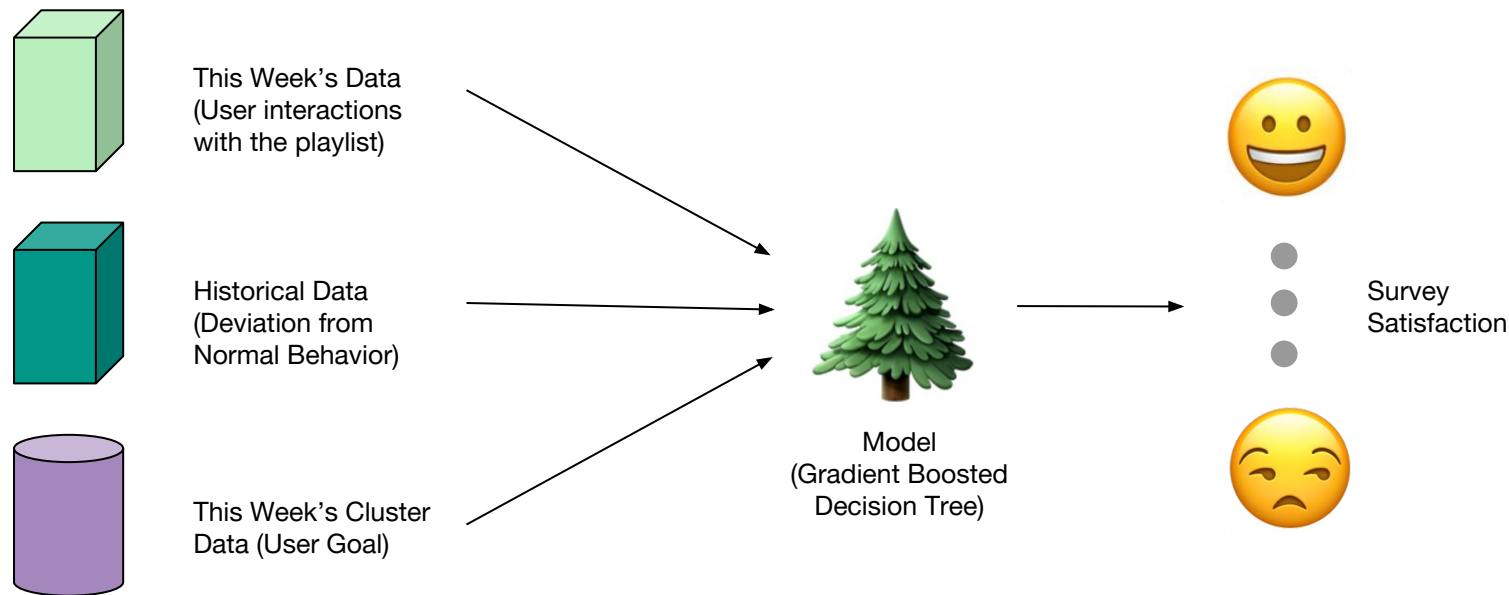 This Week’s Data
(User interactions
with the playlist)
Historical Data
(Deviation from
Normal Behavior)
This Week’s Cluster
Data (User Goal)
Model
(Gradient Boosted
Decision Tree)
Survey
Satisfaction